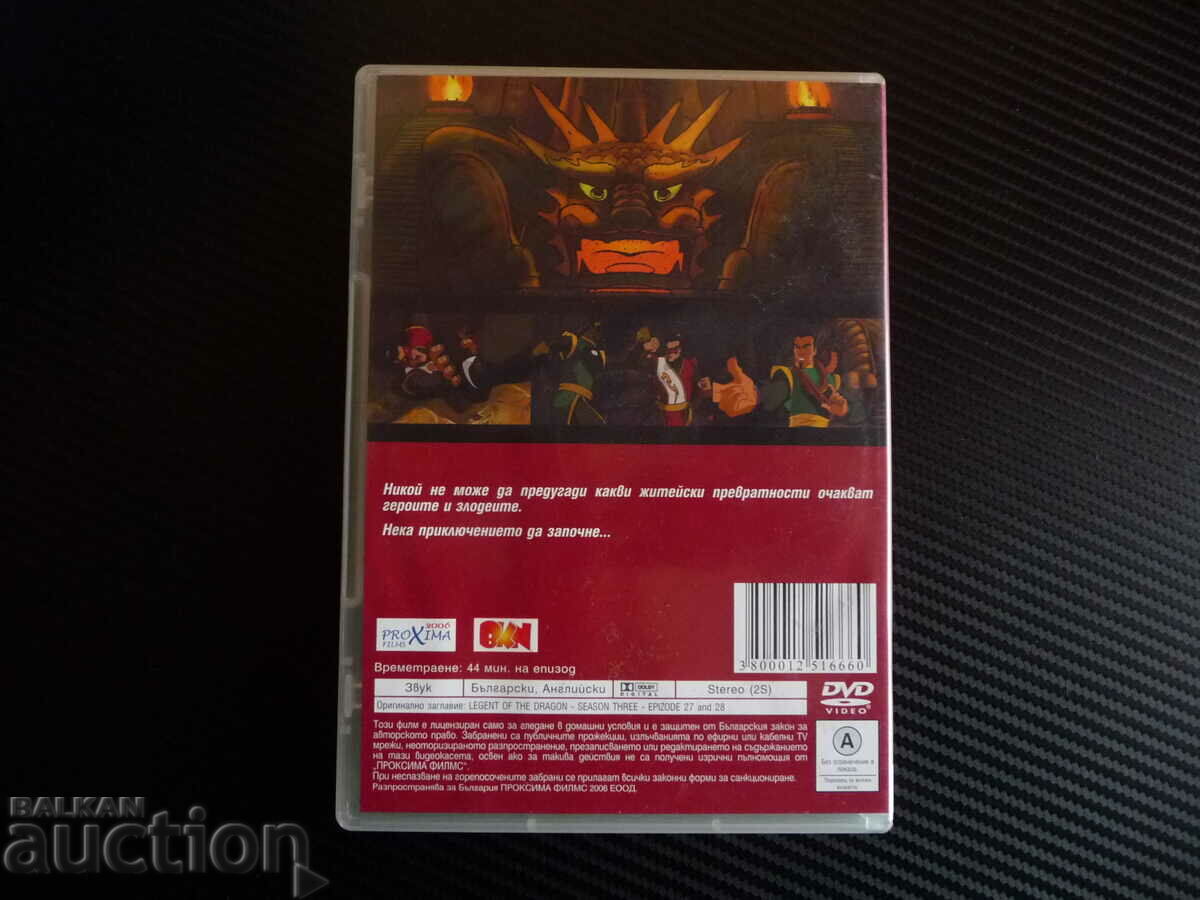 Никой не може да предугади какви житейски превратности очакват
героите и злодеите.
Нека приключението да започне...
2006
PROXIMA
FILMS
Времетраене: 44 мин. на епизод
3800012 516660
Звук Български, Английски DOLBY DIGITAL Stereo (2S)
DVD
VIDEO
Оригинално заглавие: LEGENT OF THE DRAGON - SEASON THREE - EPIZODE 27 and 28
Този филм е лицензиран само за гледане в домашни условия и е защитен от Българския закон за
авторското право. Забранени са публичните прожекции, излъчванията по ефирни или кабелни TV
мрежи, неоторизираното разпространение, презаписването или редактирането на съдържанието
на тази видеокасета, освен ако за такива действия не са получени изрични пълномощия от
„ПРОКСИМА ФИЛМС".
При неспазване на горепосочените забрани се прилагат всички законни форми за санкциониране.
Разпространява за България ПРОКСИМА ФИЛМС 2006 ЕООД.
A
Без ограничение в
показа.
BALKAN
auction